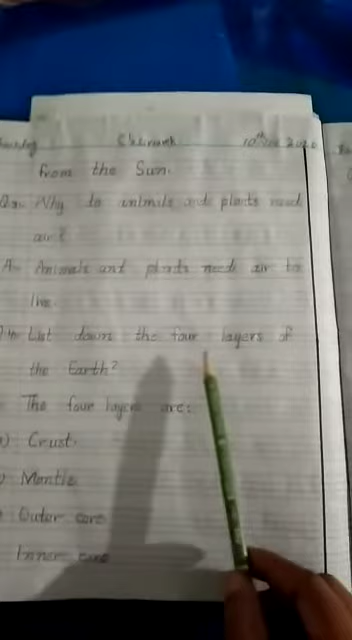 from the Sun.
Q3. Why do animals and plants need
air?
A. Animals and plants need air to
live.
List down the four layers of
the Earth?
The four layers are:
Crust.
Mantle
Outer core
Inner core